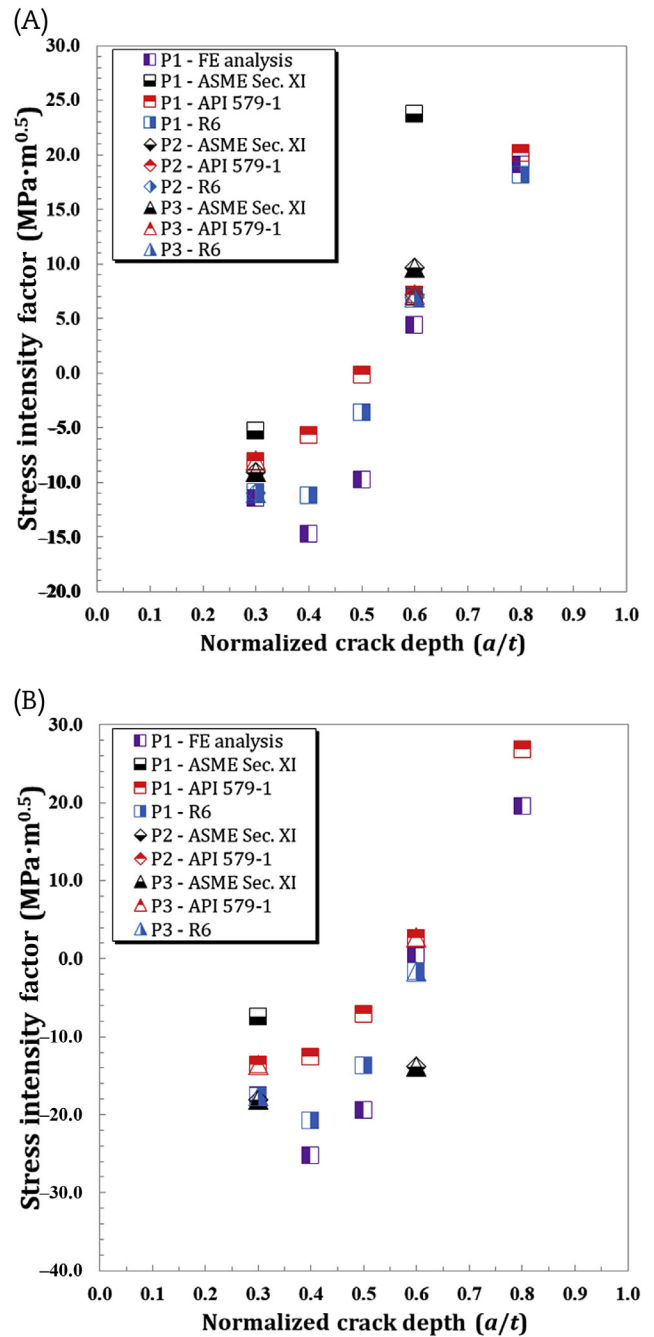 (A)
30.0
25.0
20.0
15.0
10.0
5.0
0.0
–5.0
–10.0
–15.0
–20.0
Stress intensity factor (MPa·m^0.5)
P1 - FE analysis
P1 - ASME Sec. XI
P1 - API 579-1
P1 - R6
P2 - ASME Sec. XI
P2 - API 579-1
P2 - R6
P3 - ASME Sec. XI
P3 - API 579-1
P3 - R6
0.0 0.1 0.2 0.3 0.4 0.5 0.6 0.7 0.8 0.9 1.0
Normalized crack depth (a/t)
(B)
30.0
20.0
10.0
0.0
–10.0
–20.0
–30.0
–40.0
Stress intensity factor (MPa·m^0.5)
P1 - FE analysis
P1 - ASME Sec. XI
P1 - API 579-1
P1 - R6
P2 - ASME Sec. XI
P2 - API 579-1
P3 - ASME Sec. XI
P3 - API 579-1
P3 - R6
0.0 0.1 0.2 0.3 0.4 0.5 0.6 0.7 0.8 0.9 1.0
Normalized crack depth (a/t)